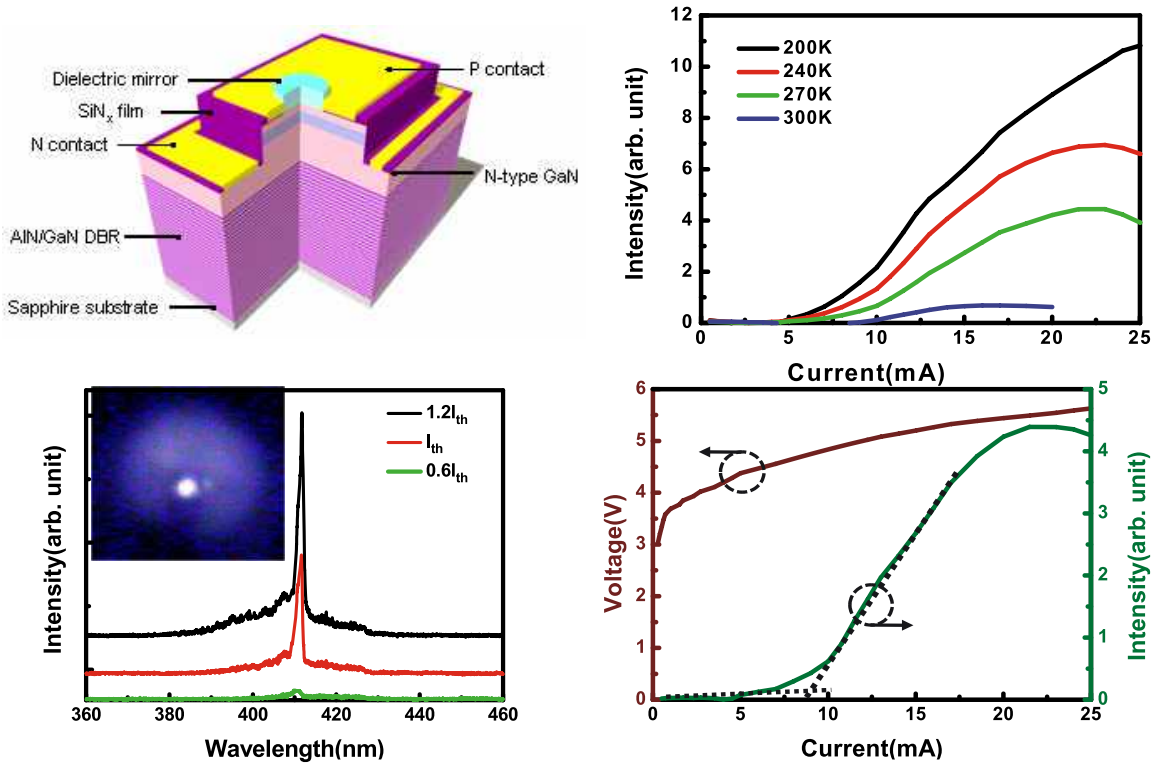 Dielectric mirror
SiNx film
N contact
AlN/GaN DBR
Sapphire substrate
P contact
N-type GaN
Intensity(arb. unit)
12
10
8
6
4
2
0
200K
240K
270K
300K
0 5 10 15 20 25
Current(mA)
Intensity(arb. unit)
1.2Ith
Ith
0.6Ith
360 380 400 420 440 460
Wavelength(nm)
Voltage(V)
6
5
4
3
2
1
0
5
4
3
2
1
0
Intensity(arb. unit)
0 5 10 15 20 25
Current(mA)